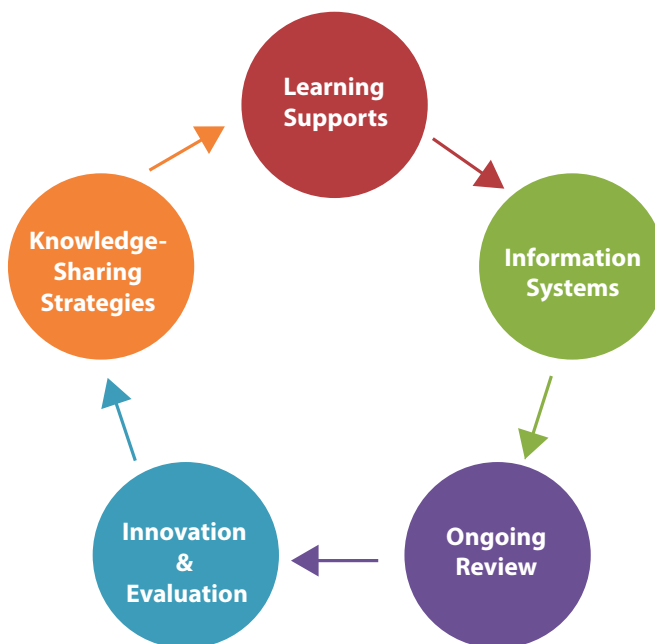 Learning
Supports
Information
Systems
Ongoing
Review
Innovation
&
Evaluation
Knowledge-
Sharing
Strategies